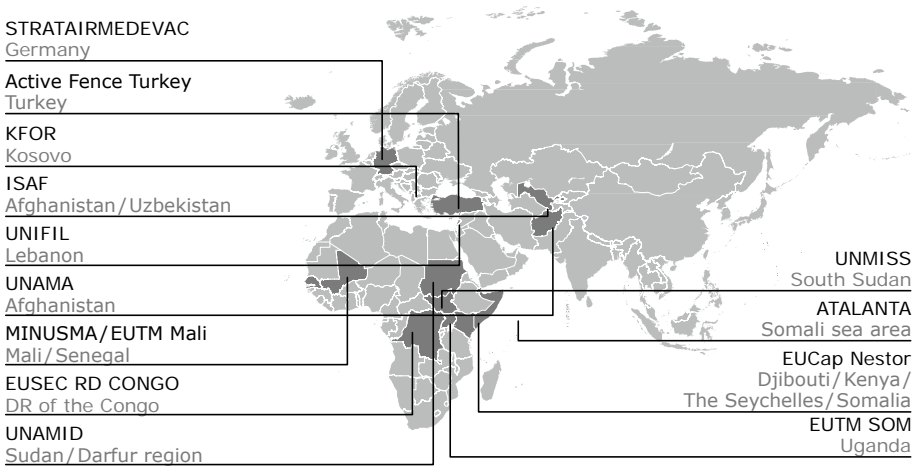 STRATAIRMEDEVAC
Germany
Active Fence Turkey
Turkey
KFOR
Kosovo
ISAF
Afghanistan/Uzbekistan
UNIFIL
Lebanon
UNAMA
Afghanistan
MINUSMA/EUTM Mali
Mali/Senegal
EUSEC RD CONGO
DR of the Congo
UNAMID
Sudan/Darfur region
UNMISS
South Sudan
ATALANTA
Somali sea area
EUCap Nestor
Djibouti/Kenya/
The Seychelles/Somalia
EUTM SOM
Uganda